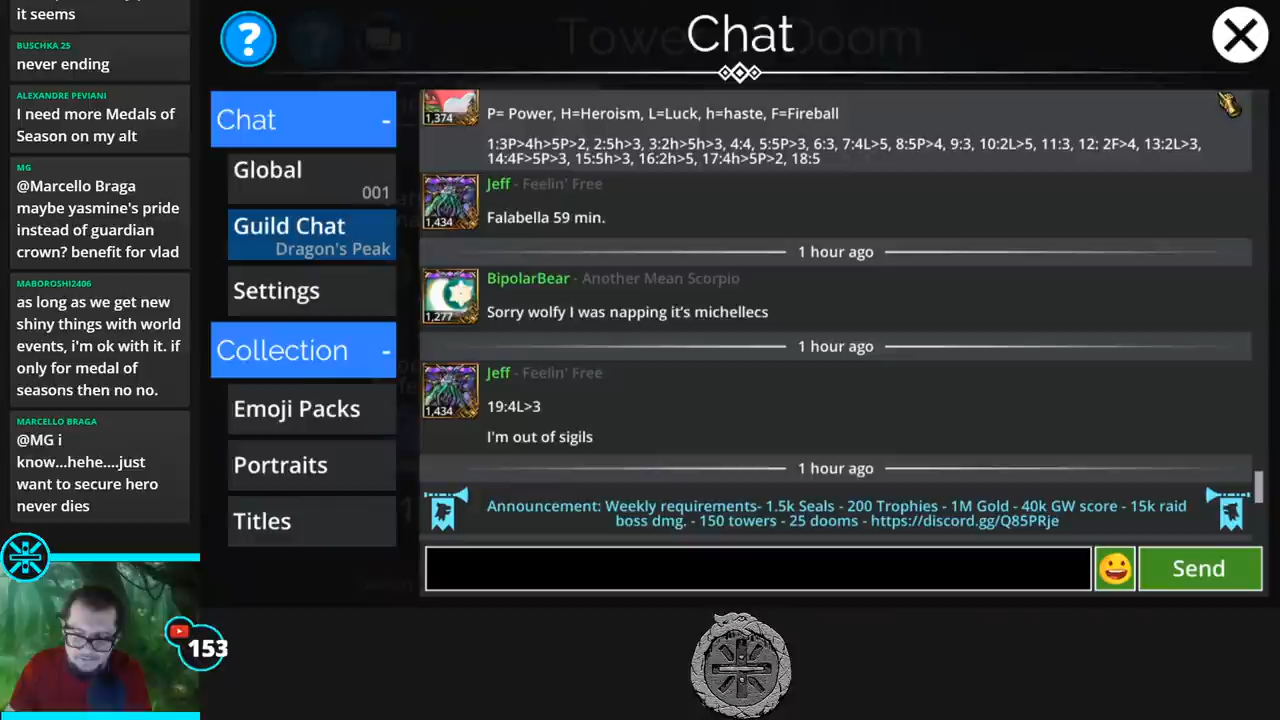 it seems
BUSCHKA 25
never ending
ALEXANDRE PEVIANI
I need more Medals of
Season on my alt
MG
@Marcello Braga
maybe yasmine's pride
instead of guardian
crown? benefit for vlad
MABOROSHI2406
as long as we get new
shiny things with world
events, i'm ok with it. if
only for medal of
seasons then no no.
MARCELLO BRAGA
@MG i
know...hehe....just
want to secure hero
never dies
153
?
Chat
Chat -
Global
001
Guild Chat
Dragon's Peak
Settings
Collection -
Emoji Packs
Portraits
Titles
1,374
P= Power, H=Heroism, L=Luck, h=haste, F=Fireball
1:3P>4h>5P>2, 2:5h>3, 3:2h>5h>3, 4:4, 5:5P>3, 6:3, 7:4L>5, 8:5P>4, 9:3, 10:2L>5, 11:3, 12: 2F>4, 13:2L>3,
14:4F>5P>3, 15:5h>3, 16:2h>5, 17:4h>5P>2, 18:5
Jeff - Feelin' Free
1,434
Falabella 59 min.
1 hour ago
BipolarBear - Another Mean Scorpio
1,277
Sorry wolfy I was napping it's michellecs
1 hour ago
Jeff - Feelin' Free
1,434
19:4L>3
I'm out of sigils
1 hour ago
Announcement: Weekly requirements- 1.5k Seals - 200 Trophies - 1M Gold - 40k GW score - 15k raid
boss dmg. - 150 towers - 25 dooms - https://discord.gg/Q85PRje
Send